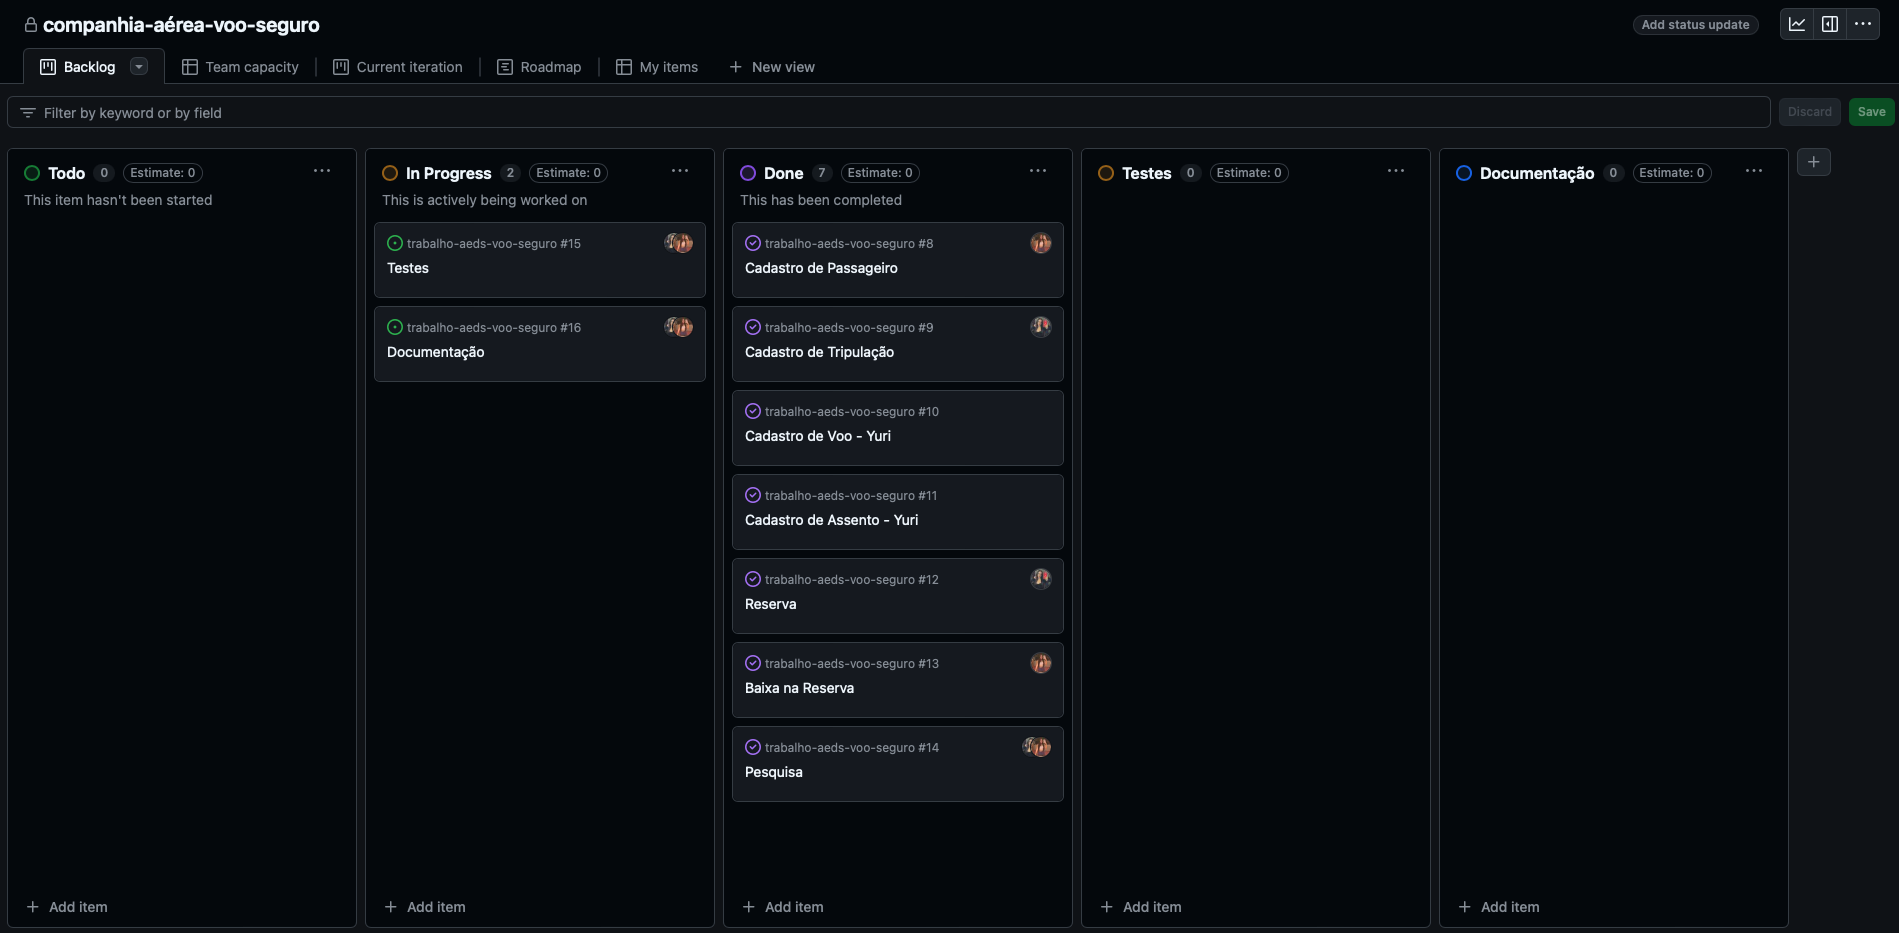 companhia-aérea-voo-seguro
Add status update
Backlog
Team capacity
Current iteration
Roadmap
My items
New view
Filter by keyword or by field
Discard
Save
Todo 0 Estimate: 0
This item hasn't been started
Add item
In Progress 2 Estimate: 0
This is actively being worked on
trabalho-aeds-voo-seguro #15
Testes
trabalho-aeds-voo-seguro #16
Documentação
Add item
Done 7 Estimate: 0
This has been completed
trabalho-aeds-voo-seguro #8
Cadastro de Passageiro
trabalho-aeds-voo-seguro #9
Cadastro de Tripulação
trabalho-aeds-voo-seguro #10
Cadastro de Voo - Yuri
trabalho-aeds-voo-seguro #11
Cadastro de Assento - Yuri
trabalho-aeds-voo-seguro #12
Reserva
trabalho-aeds-voo-seguro #13
Baixa na Reserva
trabalho-aeds-voo-seguro #14
Pesquisa
Add item
Testes 0 Estimate: 0
Add item
Documentação 0 Estimate: 0
Add item